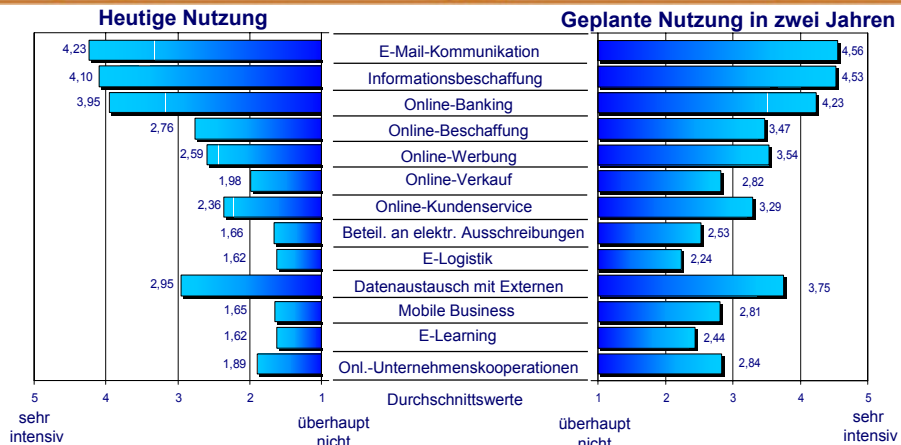 Heutige Nutzung
Geplante Nutzung in zwei Jahren
4,23 E-Mail-Kommunikation 4,56
4,10 Informationsbeschaffung 4,53
3,95 Online-Banking 4,23
2,76 Online-Beschaffung 3,47
2,59 Online-Werbung 3,54
1,98 Online-Verkauf 2,82
2,36 Online-Kundenservice 3,29
1,66 Beteil. an elektr. Ausschreibungen 2,53
1,62 E-Logistik 2,24
2,95 Datenaustausch mit Externen 3,75
1,65 Mobile Business 2,81
1,62 E-Learning 2,44
1,89 Onl.-Unternehmenskooperationen 2,84
5 4 3 2 1 Durchschnittswerte 1 2 3 4 5
sehr
intensiv
überhaupt
nicht
überhaupt
nicht
sehr
intensiv